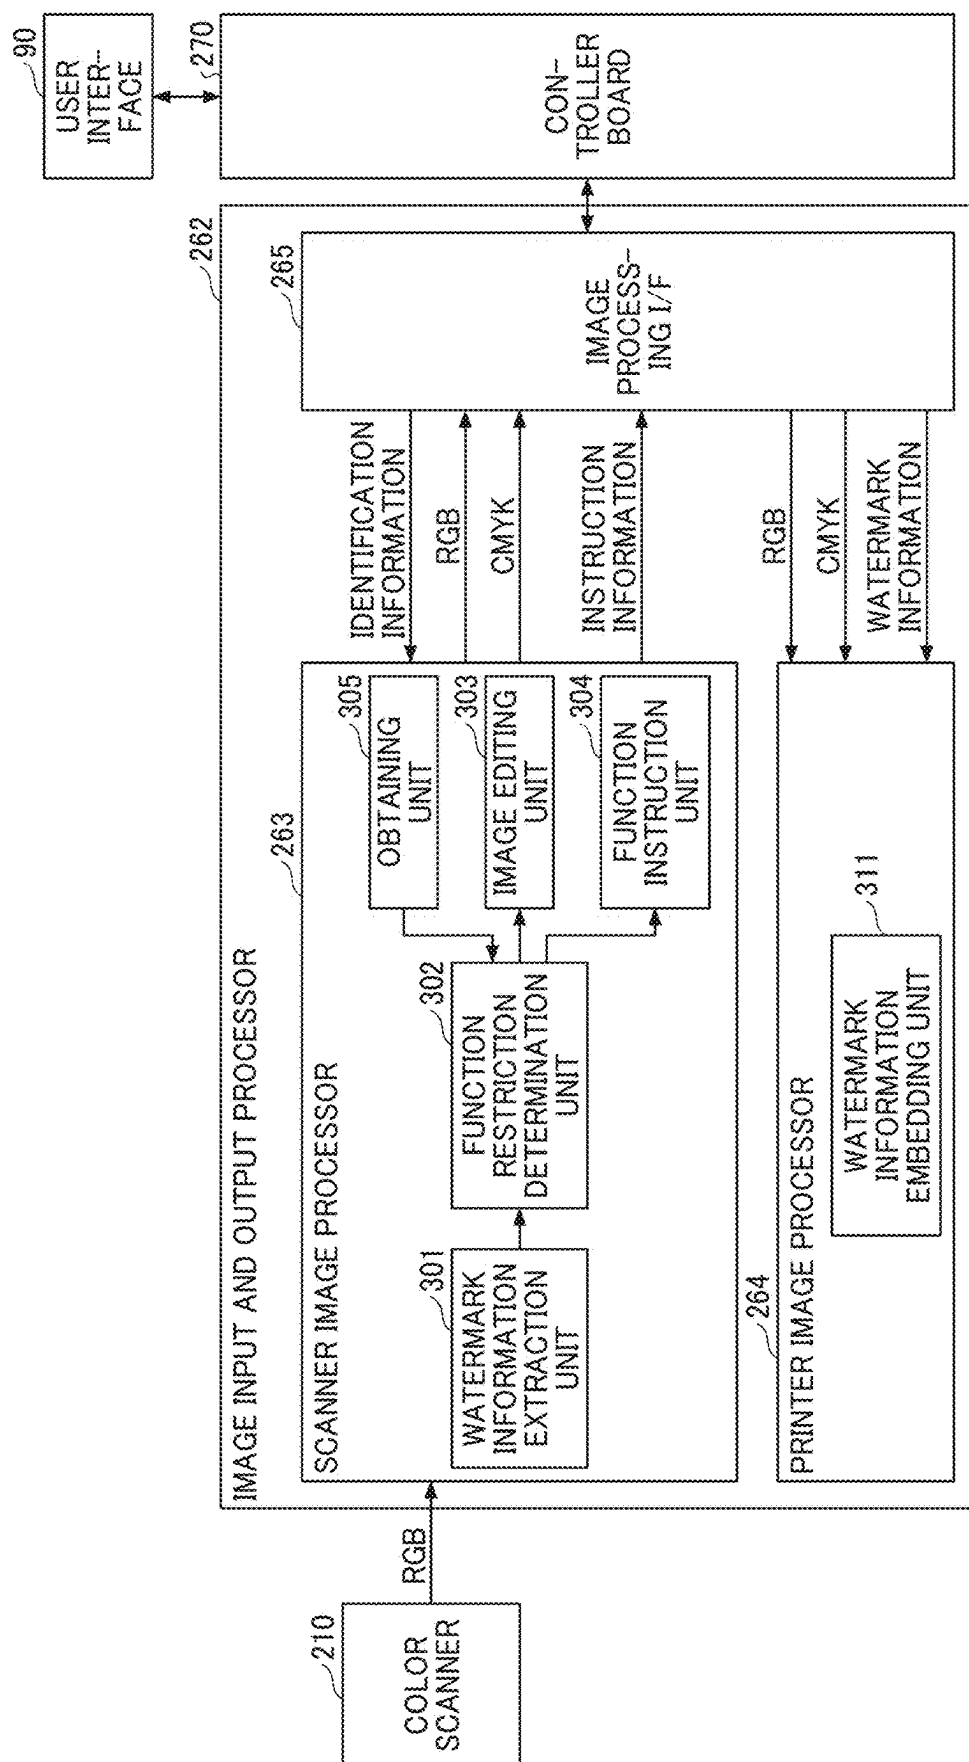 90
USER
INTER-
FACE
270
CON-
TROLLER
BOARD
262
IMAGE INPUT AND OUTPUT PROCESSOR
265
IMAGE
PROCESS-
ING I/F
IDENTIFICATION
INFORMATION
RGB
CMYK
INSTRUCTION
INFORMATION
RGB
CMYK
WATERMARK
INFORMATION
263
SCANNER IMAGE PROCESSOR
305
OBTAINING
UNIT
303
IMAGE EDITING
UNIT
304
FUNCTION
INSTRUCTION
UNIT
302
FUNCTION
RESTRICTION
DETERMINATION
UNIT
301
WATERMARK
INFORMATION
EXTRACTION
UNIT
264
PRINTER IMAGE PROCESSOR
311
WATERMARK
INFORMATION
EMBEDDING UNIT
RGB
210
COLOR
SCANNER